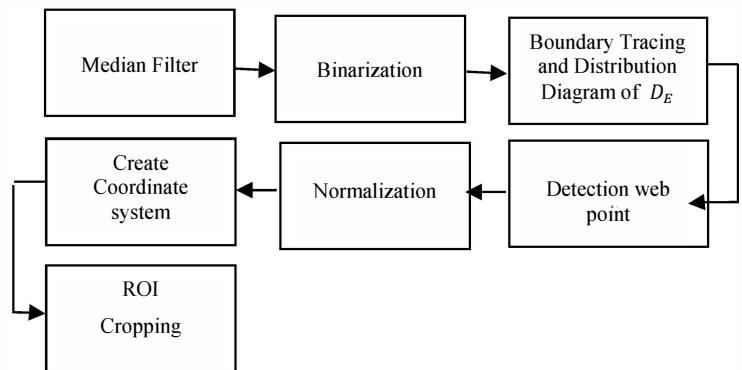 Median Filter
Binarization
Boundary Tracing
and Distribution
Diagram of D_E
Detection web
point
Normalization
Create
Coordinate
system
ROI
Cropping